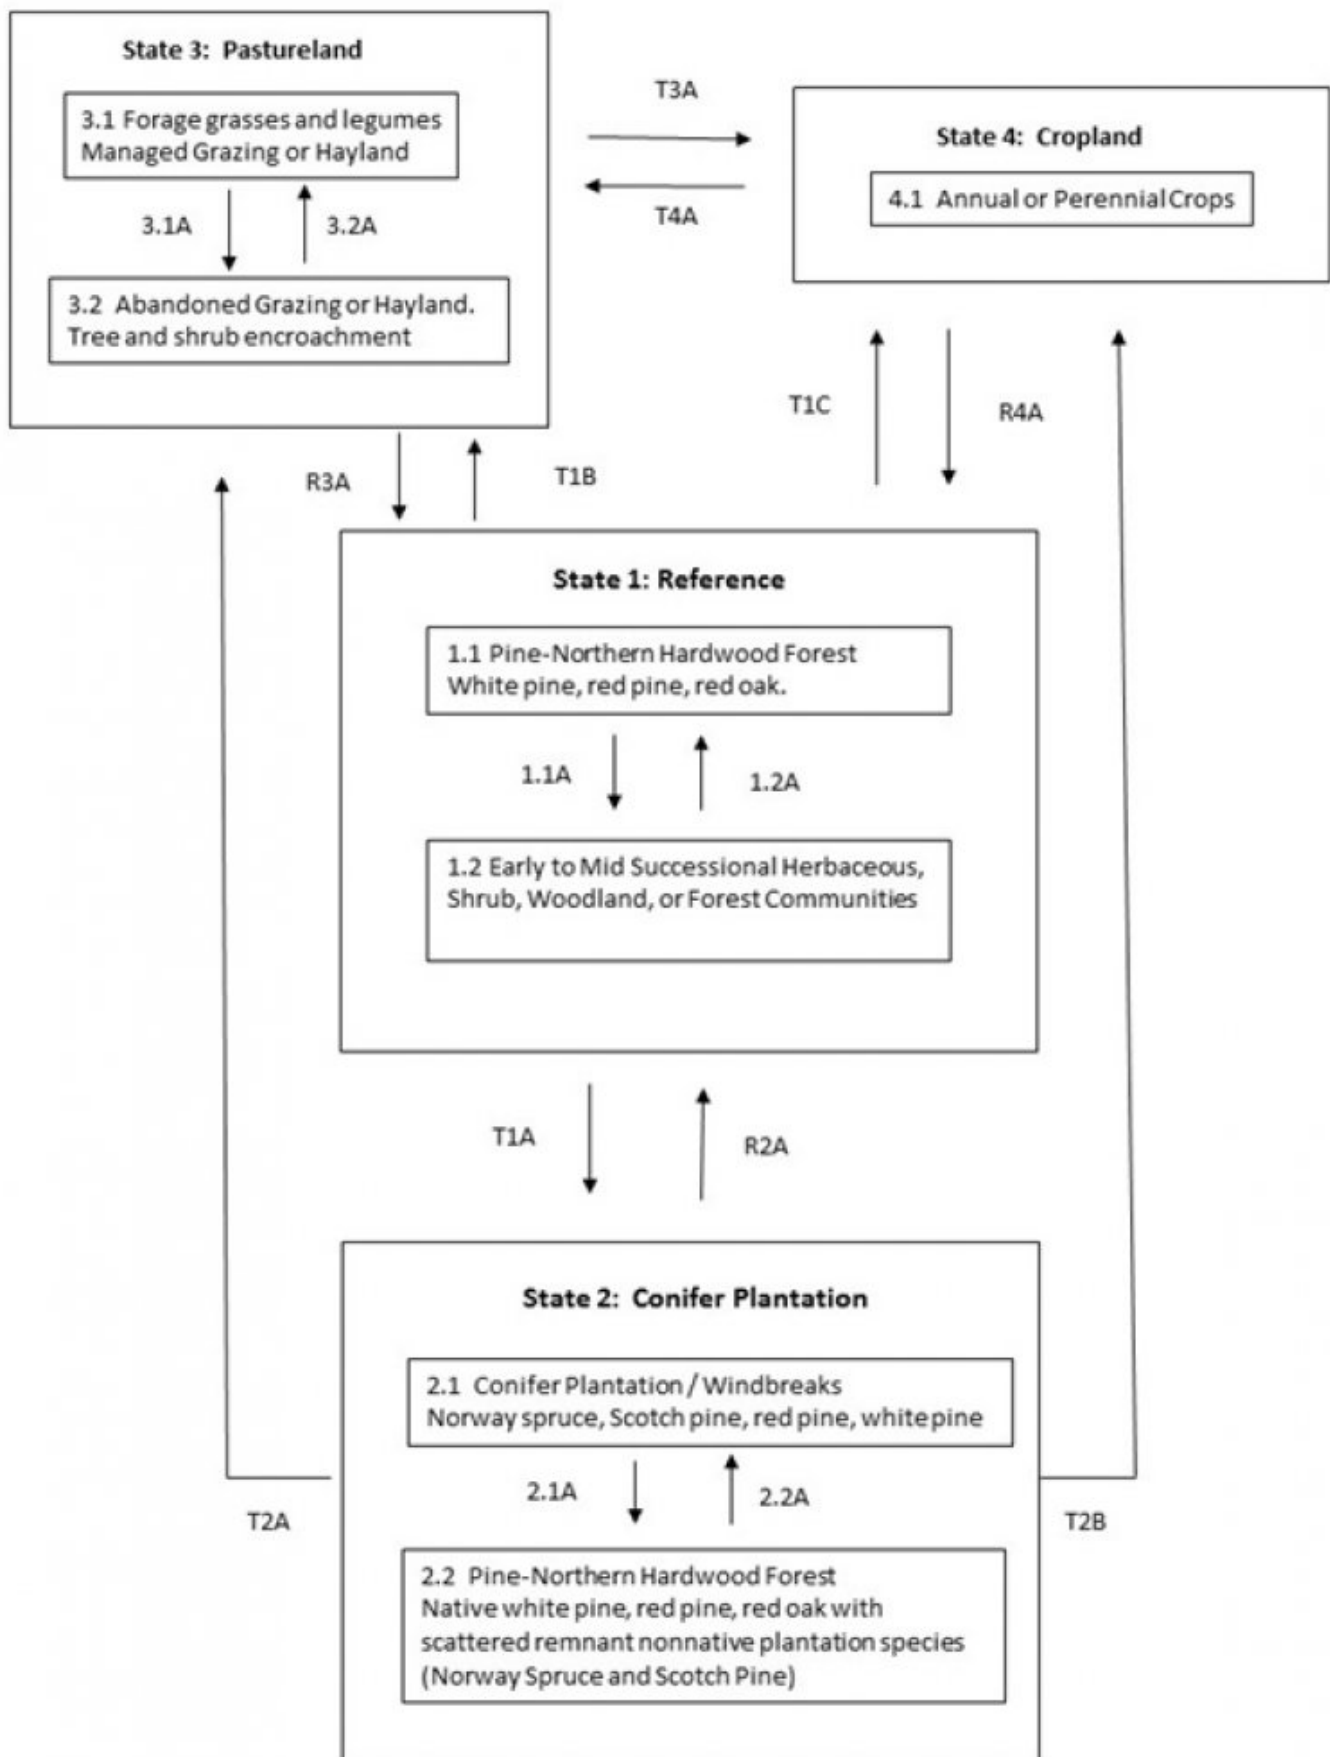 State 3: Pastureland
3.1 Forage grasses and legumes
Managed Grazing or Hayland
3.1A
3.2A
3.2 Abandoned Grazing or Hayland.
Tree and shrub encroachment
T3A
T4A
State 4: Cropland
4.1 Annual or Perennial Crops
T1C
R4A
R3A
T1B
State 1: Reference
1.1 Pine-Northern Hardwood Forest
White pine, red pine, red oak.
1.1A
1.2A
1.2 Early to Mid Successional Herbaceous,
Shrub, Woodland, or Forest Communities
T1A
R2A
State 2: Conifer Plantation
2.1 Conifer Plantation / Windbreaks
Norway spruce, Scotch pine, red pine, white pine
2.1A
2.2A
T2A
T2B
2.2 Pine-Northern Hardwood Forest
Native white pine, red pine, red oak with
scattered remnant nonnative plantation species
(Norway Spruce and Scotch Pine)